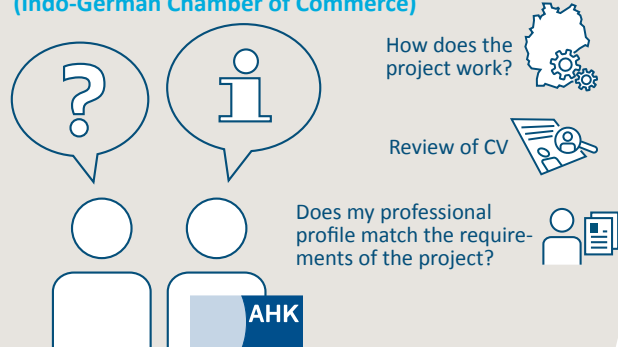 (Indo-German Chamber of Commerce)
How does the
project work?
Review of CV
Does my professional
profile match the require-
ments of the project?
AHK